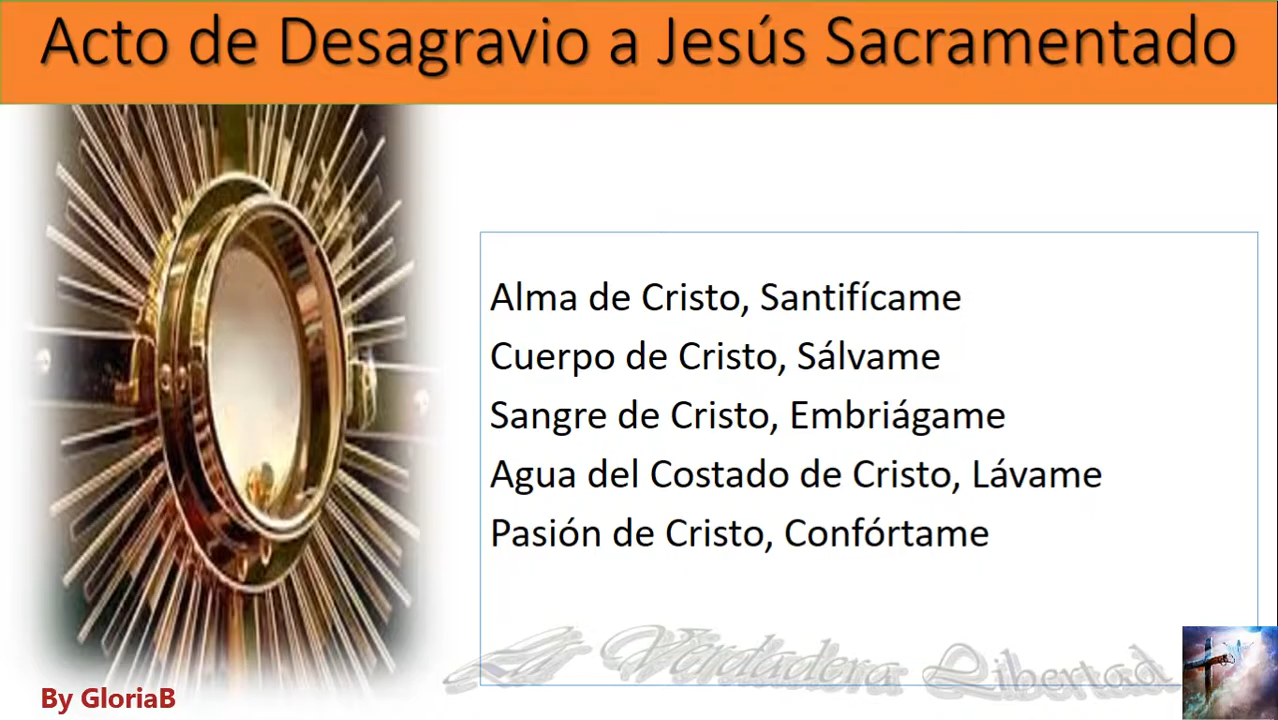 Acto de Desagravio a Jesús Sacramentado
Alma de Cristo, Santifícame
Cuerpo de Cristo, Sálvame
Sangre de Cristo, Embriágame
Agua del Costado de Cristo, Lávame
Pasión de Cristo, Confórtame
La Verdadera Libertad
By GloriaB